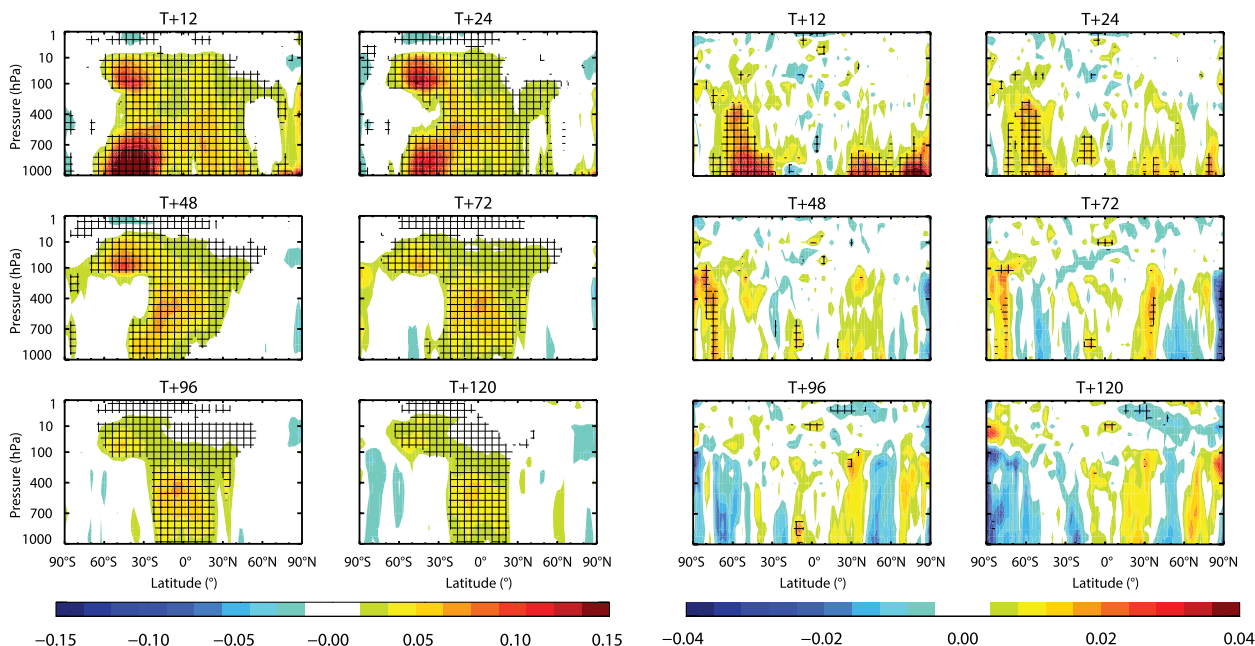 T+12 T+24 T+12 T+24
Pressure (hPa)
1
10
100
400
700
1000
T+48 T+72 T+48 T+72
Pressure (hPa)
1
10
100
400
700
1000
T+96 T+120 T+96 T+120
Pressure (hPa)
1
10
100
400
700
1000
90°S 60°S 30°S 0° 30°N 60°N 90°N 90°S 60°S 30°S 0° 30°N 60°N 90°N 90°S 60°S 30°S 0°C 30°N 60°N 90°N 90°S 60°S 30°S 0°C 30°N 60°N 90°N
Latitude (°) Latitude (°) Latitude (°) Latitude (°)
−0.15 −0.10 −0.05 −0.00 0.05 0.10 0.15 −0.04 −0.02 0.00 0.02 0.04